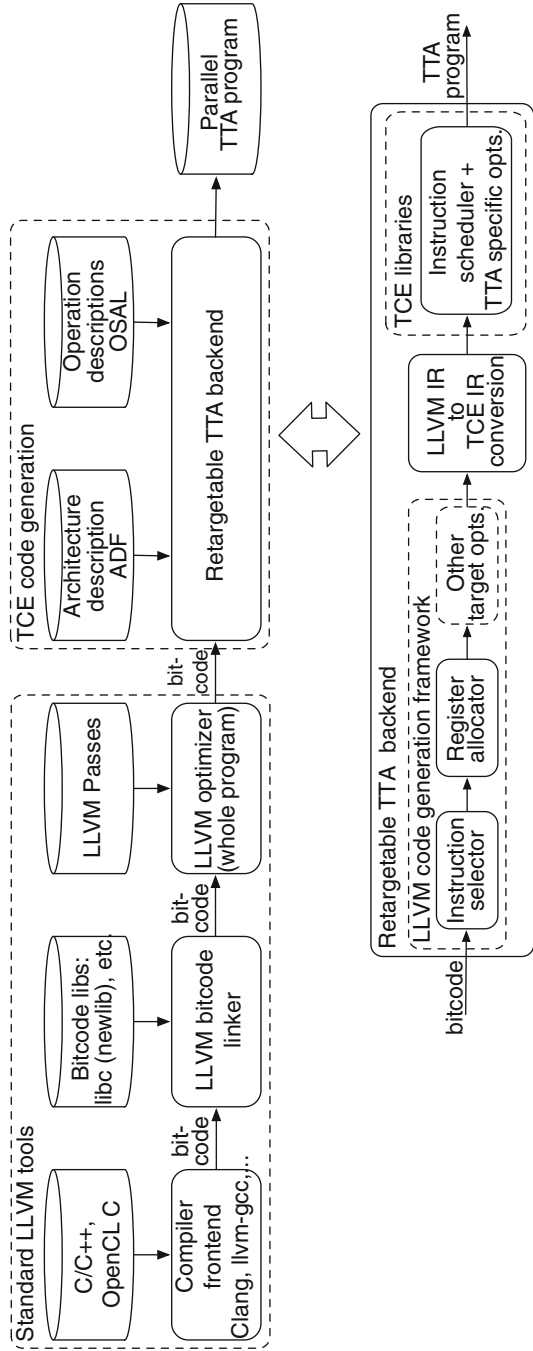 Standard LLVM tools
C/C++,
OpenCL C
Bitcode libs:
libc (newlib), etc.
LLVM Passes
Compiler
frontend
Clang, llvm-gcc,...
bit-
code
LLVM bitcode
linker
bit-
code
LLVM optimizer
(whole program)
bit-
code
TCE code generation
Architecture
description
ADF
Operation
descriptions
OSAL
Retargetable TTA backend
Parallel
TTA program
bitcode
Retargetable TTA backend
LLVM code generation framework
Instruction
selector
Register
allocator
Other
target opts.
LLVM IR
to
TCE IR
conversion
TCE libraries
Instruction
scheduler +
TTA specific opts.
TTA
program